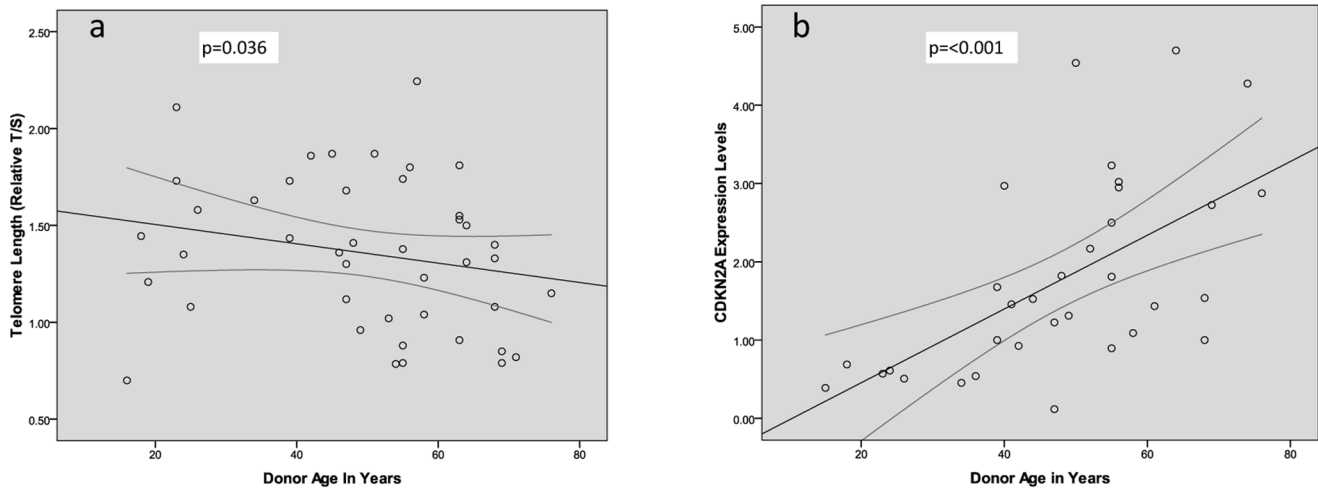 a
p=0.036
2.50
2.00
1.50
1.00
0.50
Telomere Length (Relative T/S)
20
40
60
80
Donor Age In Years
b
p=<0.001
5.00
4.00
3.00
2.00
1.00
0.00
CDKN2A Expression Levels
20
40
60
80
Donor Age in Years